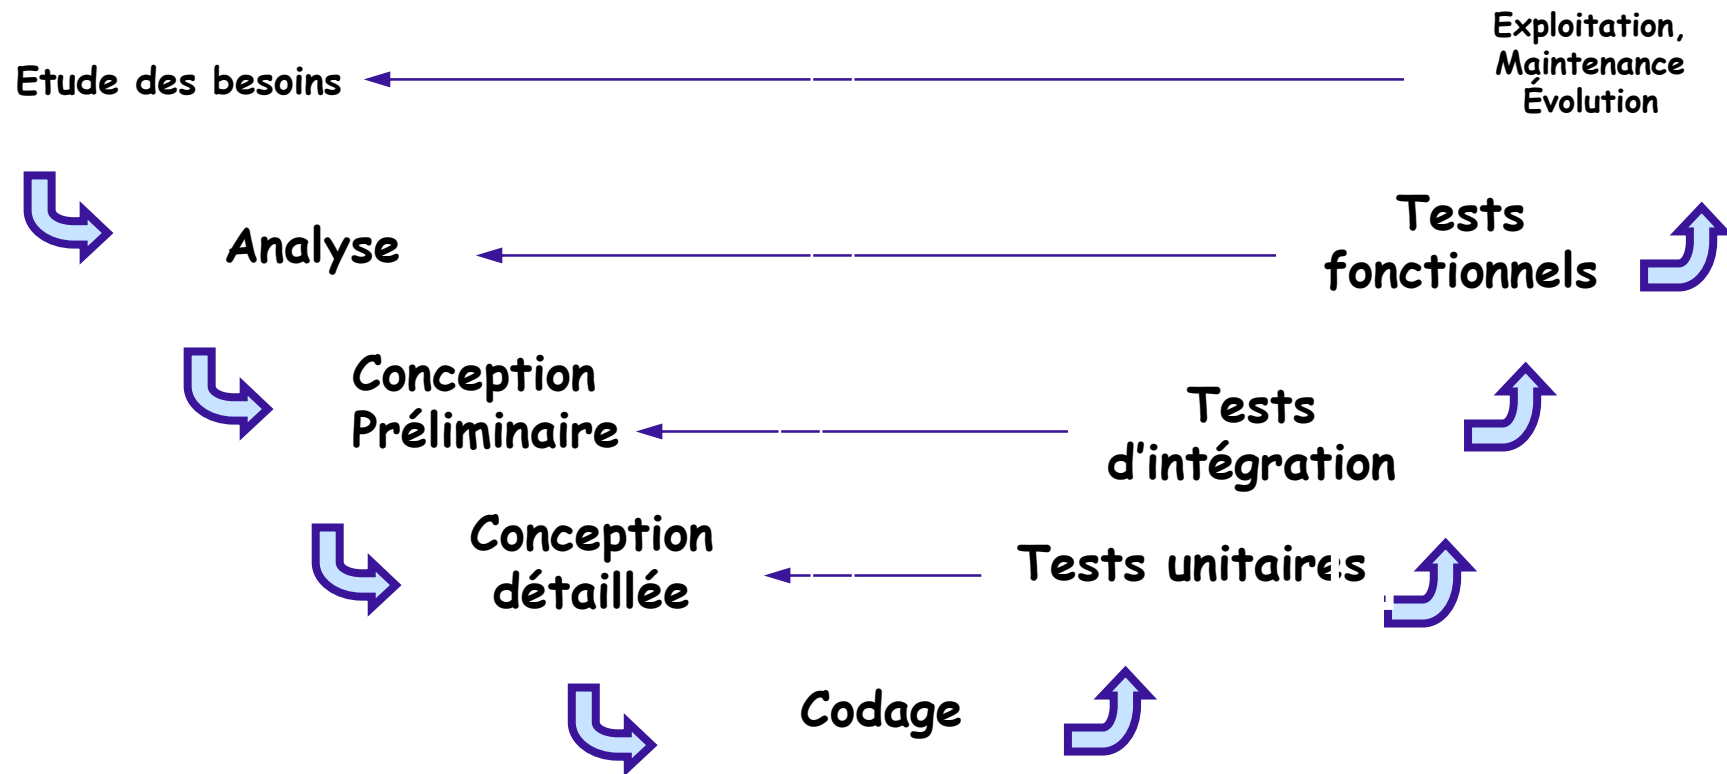 Etude des besoins
Exploitation,
Maintenance
Évolution
Analyse
Tests
fonctionnels
Conception
Préliminaire
Tests
d'intégration
Conception
détaillée
Tests unitaires
Codage